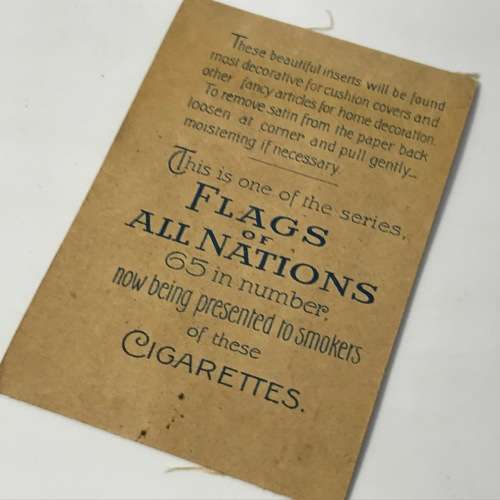 These beautiful inserts will be found
most decorative for cushion covers and
other fancy articles for home decoration.
To remove satin from the paper back
loosen at corner and pull gently—
moistening if necessary.
This is one of the series,
FLAGS
OF
ALL NATIONS
65 in number,
now being presented to smokers
of these
CIGARETTES.